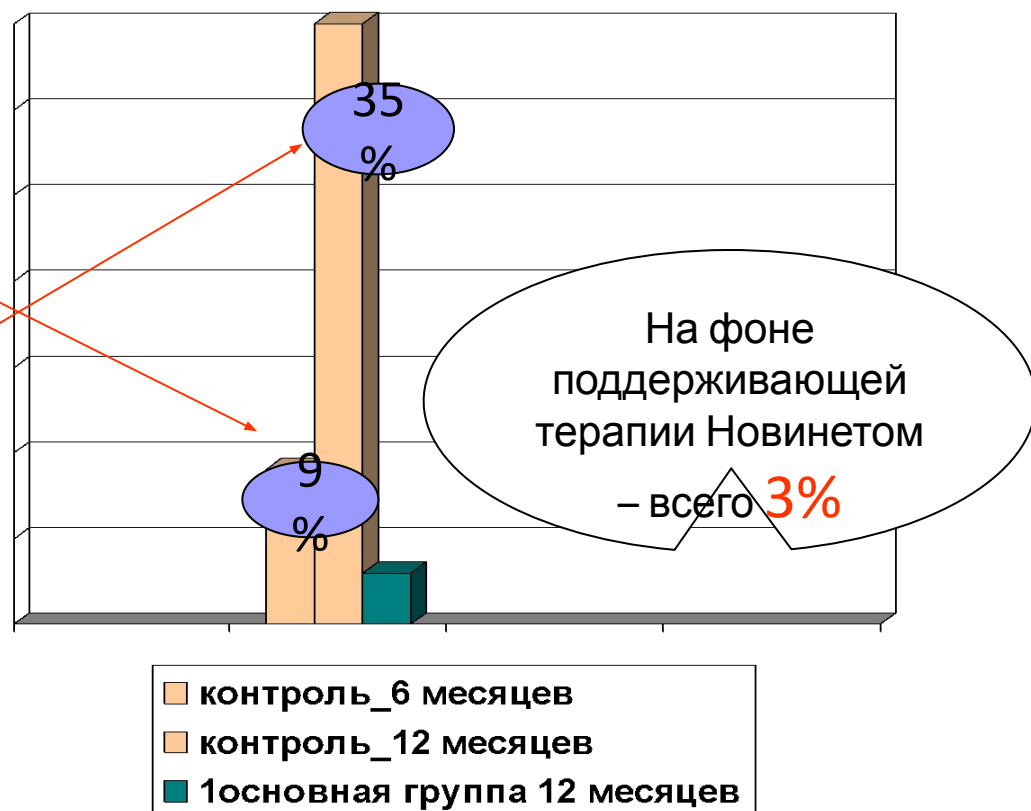 35
%
9
%
На фоне
поддерживающей
терапии Новинетом
– всего 3%
контроль_6 месяцев
контроль_12 месяцев
1основная группа 12 месяцев